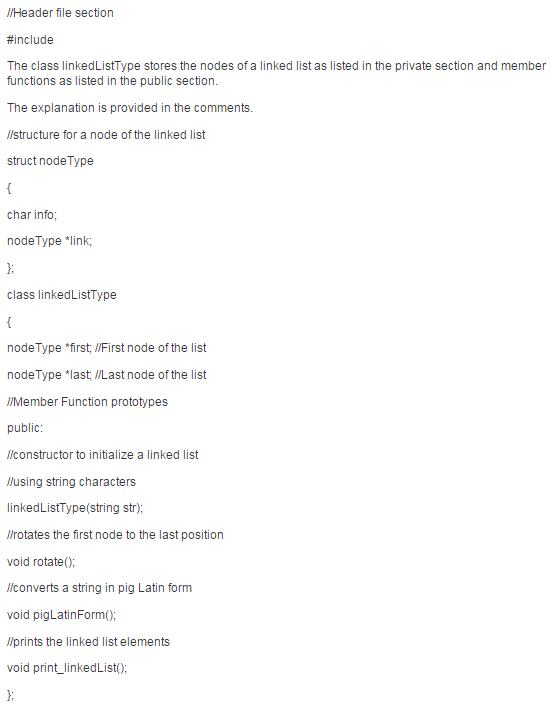 //Header file section
#include
The class linkedListType stores the nodes of a linked list as listed in the private section and member
functions as listed in the public section.
The explanation is provided in the comments.
//structure for a node of the linked list
struct nodeType
{
char info;
nodeType *link;
};
class linkedListType
{
nodeType *first; //First node of the list
nodeType *last; //Last node of the list
//Member Function prototypes
public:
//constructor to initialize a linked list
//using string characters
linkedListType(string str);
//rotates the first node to the last position
void rotate();
//converts a string in pig Latin form
void pigLatinForm();
//prints the linked list elements
void print_linkedList();
};